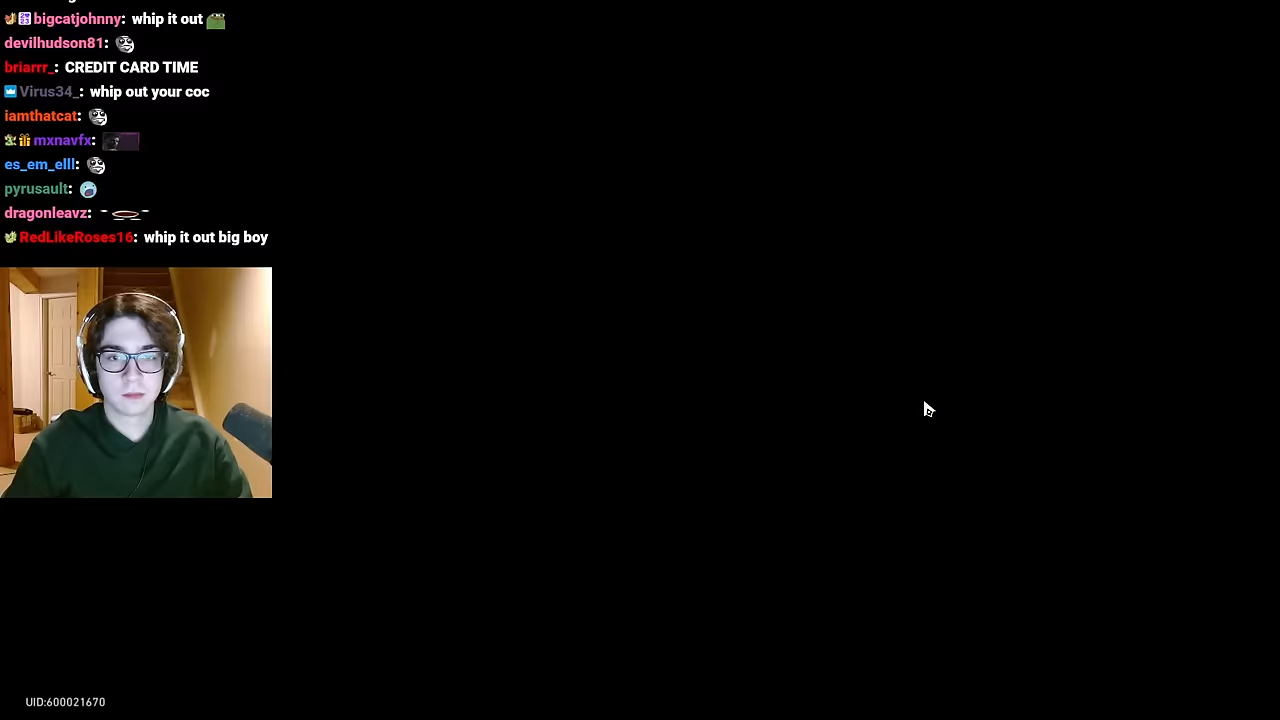 bigcatjohnny: whip it out
devilhudson81:
briarrr_: CREDIT CARD TIME
Virus34_: whip out your coc
iamthatcat:
mxnavfx:
es_em_elll:
pyrusault:
dragonleavz:
RedLikeRoses16: whip it out big boy
UID:600021670